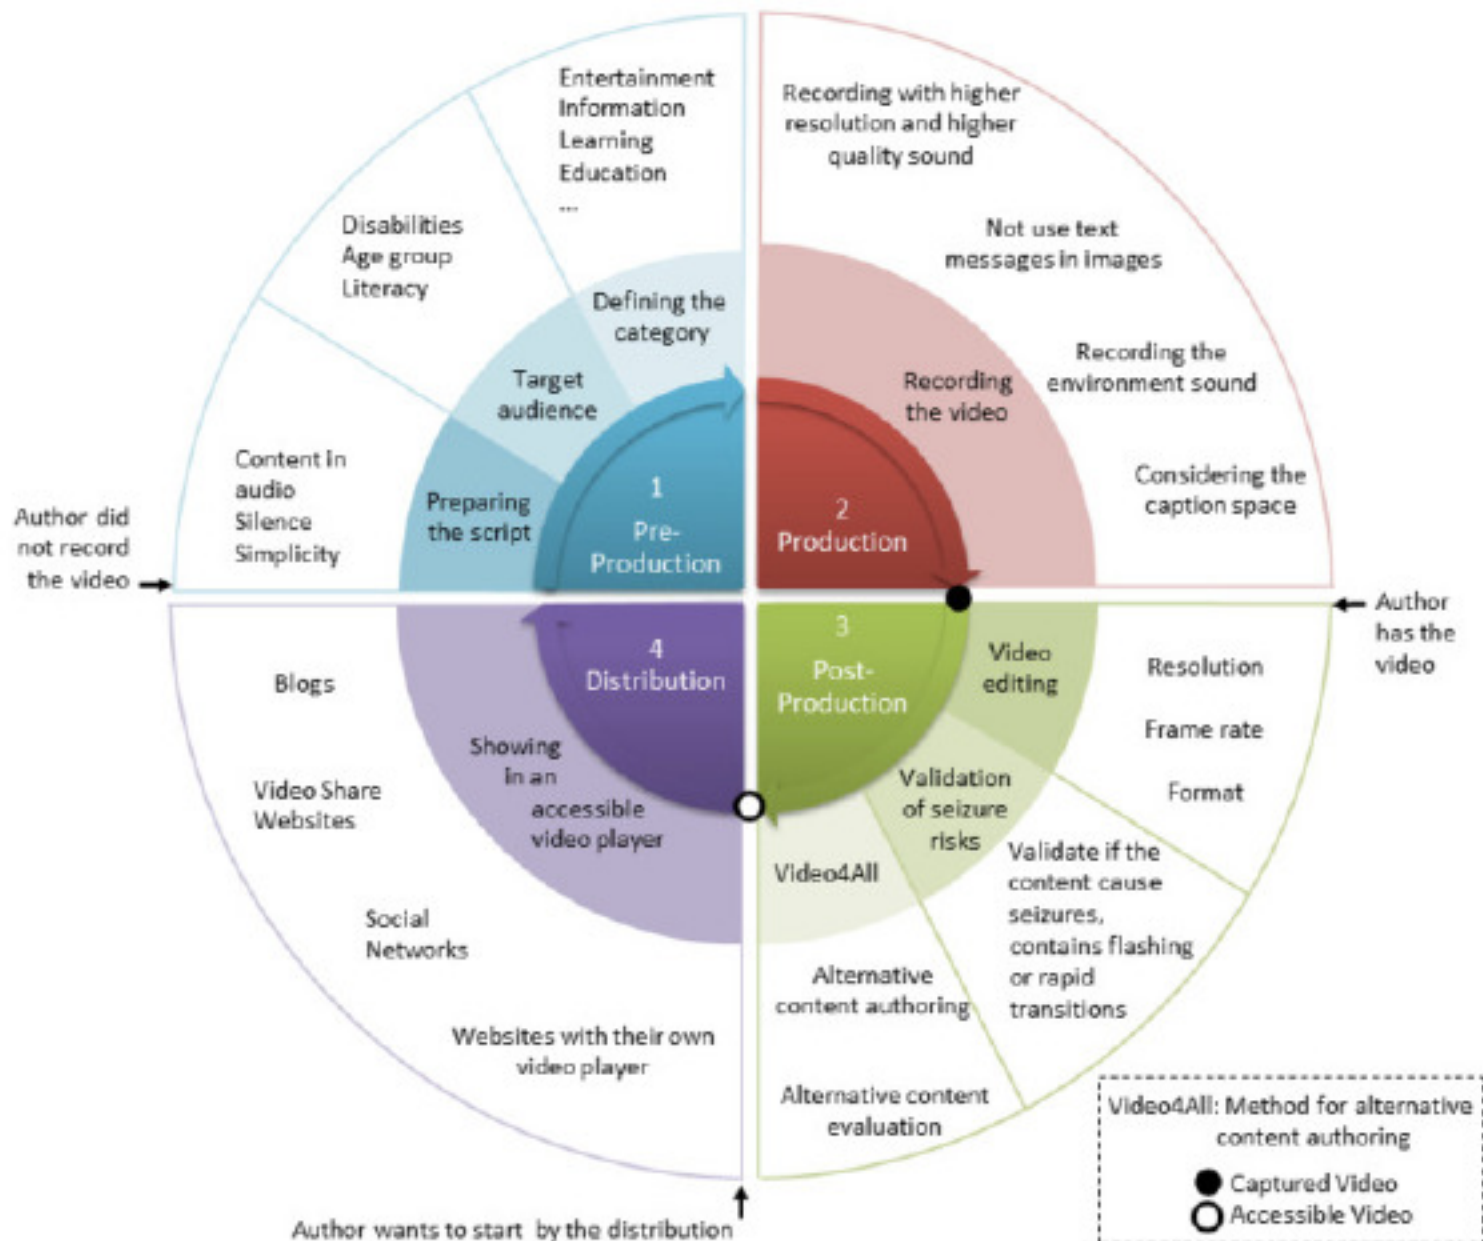 Entertainment
Information
Learning
Education
...
Disabilities
Age group
Literacy
Content in
audio
Silence
Simplicity
Defining the
category
Target
audience
Preparing
the script
1
Pre-
Production
Author did
not record
the video
Recording with higher
resolution and higher
quality sound
Not use text
messages in images
Recording the
environment sound
Considering the
caption space
Recording
the video
2
Production
Author
has the
video
3
Post-
Production
Video
editing
Resolution
Frame rate
Format
Validation
of seizure
risks
Validate if the
content cause
seizures,
contains flashing
or rapid
transitions
Video4All
Alternative
content authoring
Alternative content
evaluation
4
Distribution
Showing
in an
accessible
video player
Blogs
Video Share
Websites
Social
Networks
Websites with their own
video player
Author wants to start by the distribution
Video4All: Method for alternative
content authoring
Captured Video
Accessible Video